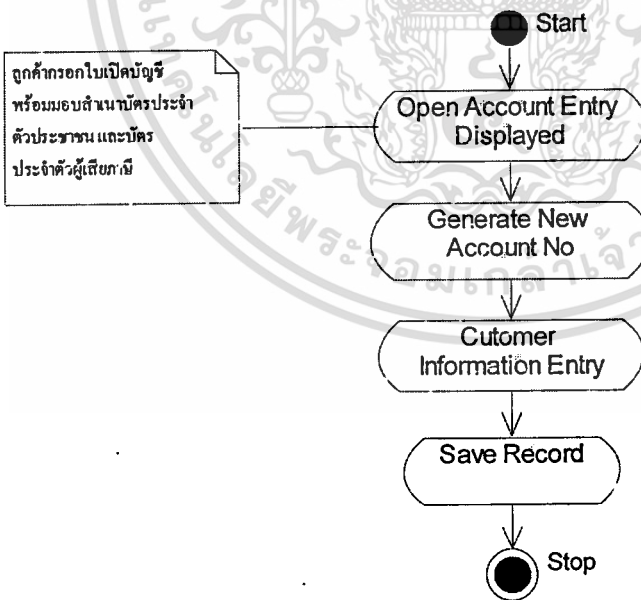 Start
ลูกค้ากรอกใบเปิดบัญชี
พร้อมมอบสำเนาบัตรประจำ
ตัวประชาชน และบัตร
ประจำตัวผู้เสียภาษี
Open Account Entry
Displayed
Generate New
Account No
Cutomer
Information Entry
Save Record
Stop